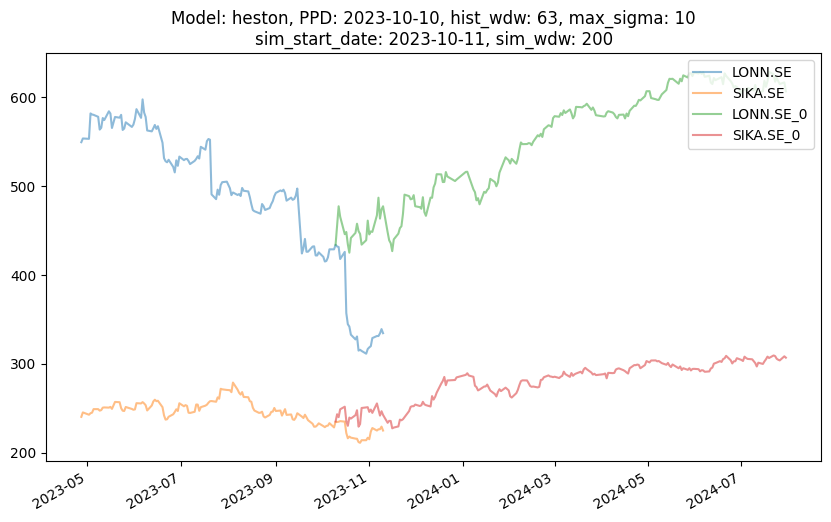 Model: heston, PPD: 2023-10-10, hist_wdw: 63, max_sigma: 10
sim_start_date: 2023-10-11, sim_wdw: 200
LONN.SE
SIKA.SE
LONN.SE_0
SIKA.SE_0
600
500
400
300
200
2023-05
2023-07
2023-09
2023-11
2024-01
2024-03
2024-05
2024-07